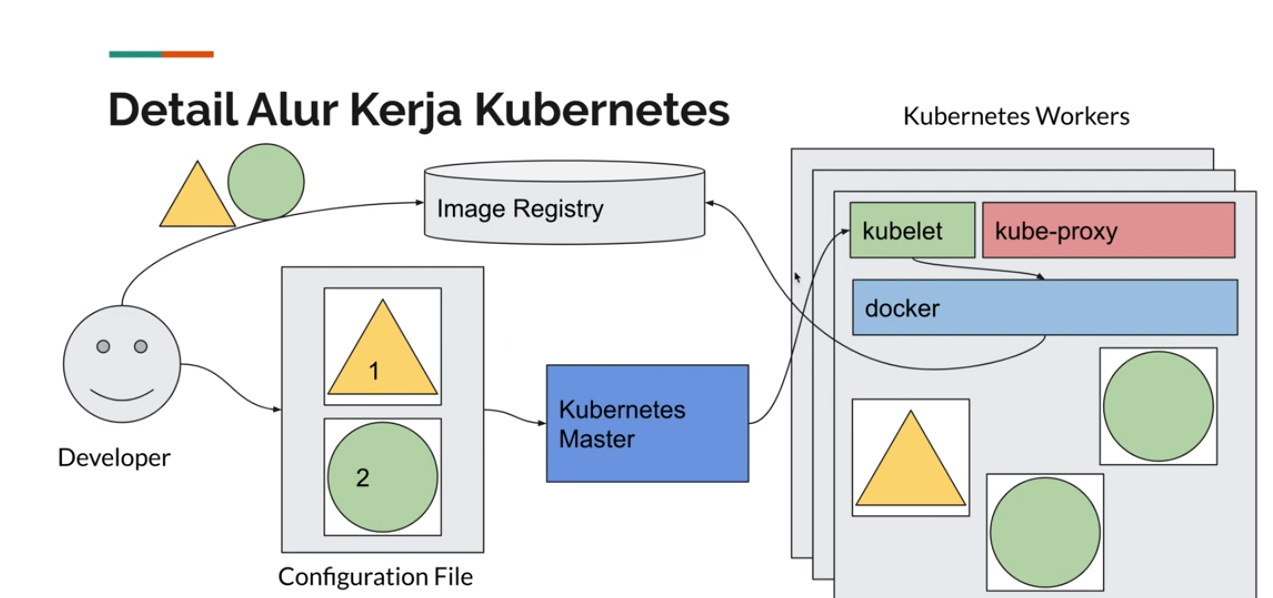 Detail Alur Kerja Kubernetes
Kubernetes Workers
Image Registry
kubelet
kube-proxy
docker
1
2
Kubernetes
Master
Developer
Configuration File